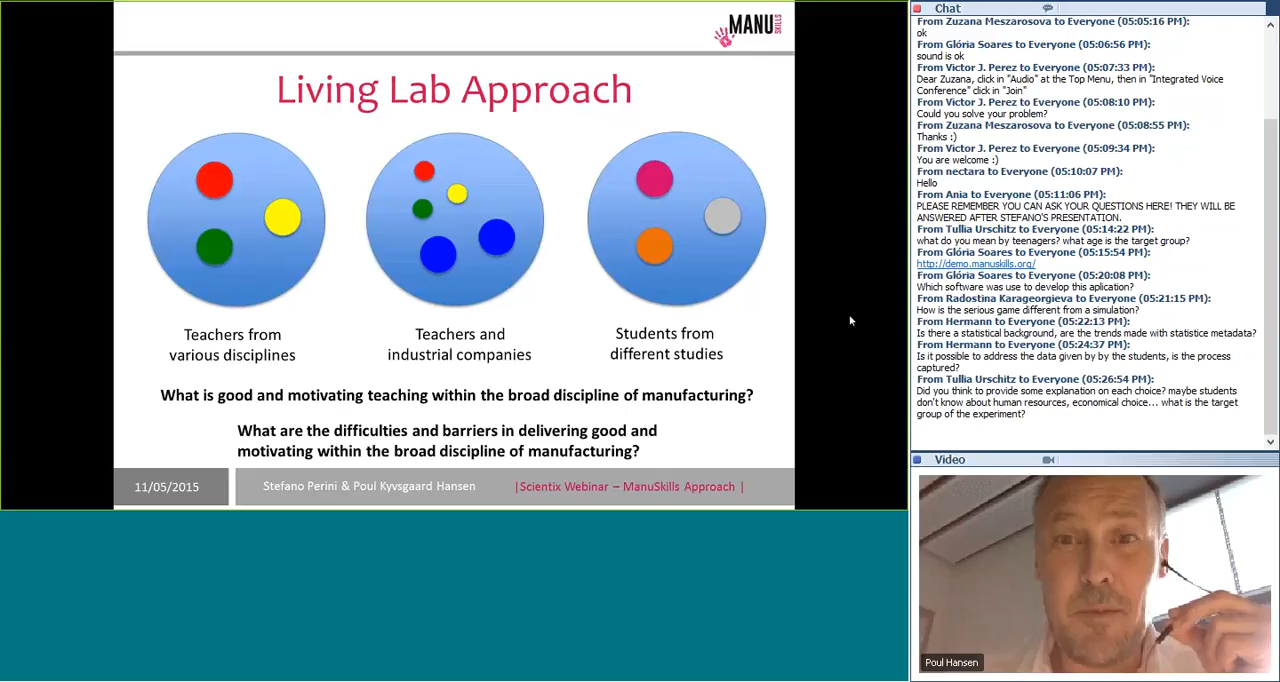 MANU
SKILLS
Living Lab Approach
Teachers from
various disciplines
Teachers and
industrial companies
Students from
different studies
What is good and motivating teaching within the broad discipline of manufacturing?
What are the difficulties and barriers in delivering good and
motivating within the broad discipline of manufacturing?
11/05/2015
Stefano Perini & Poul Kyvsgaard Hansen
|Scientix Webinar – ManuSkills Approach |
Chat
From Zuzana Meszarosova to Everyone (05:05:16 PM):
ok
From Glória Soares to Everyone (05:06:56 PM):
sound is ok
From Victor J. Perez to Everyone (05:07:33 PM):
Dear Zuzana, click in "Audio" at the Top Menu, then in "Integrated Voice
Conference" click in "Join"
From Victor J. Perez to Everyone (05:08:10 PM):
Could you solve your problem?
From Zuzana Meszarosova to Everyone (05:08:55 PM):
Thanks :)
From Victor J. Perez to Everyone (05:09:34 PM):
You are welcome :)
From nectara to Everyone (05:10:07 PM):
Hello
From Ania to Everyone (05:11:06 PM):
PLEASE REMEMBER YOU CAN ASK YOUR QUESTIONS HERE! THEY WILL BE
ANSWERED AFTER STEFANO'S PRESENTATION.
From Tullia Urschitz to Everyone (05:14:22 PM):
what do you mean by teenagers? what age is the target group?
From Glória Soares to Everyone (05:15:54 PM):
http://demo.manuskills.org/
From Glória Soares to Everyone (05:20:08 PM):
Which software was use to develop this aplication?
From Radostina Karageorgieva to Everyone (05:21:15 PM):
How is the serious game different from a simulation?
From Hermann to Everyone (05:22:13 PM):
Is there a statistical background, are the trends made with statistice metadata?
From Hermann to Everyone (05:24:37 PM):
Is it possible to address the data given by by the students, is the process
captured?
From Tullia Urschitz to Everyone (05:26:54 PM):
Did you think to provide some explanation on each choice? maybe students
don't know about human resources, economical choice... what is the target
group of the experiment?
Video
Poul Hansen